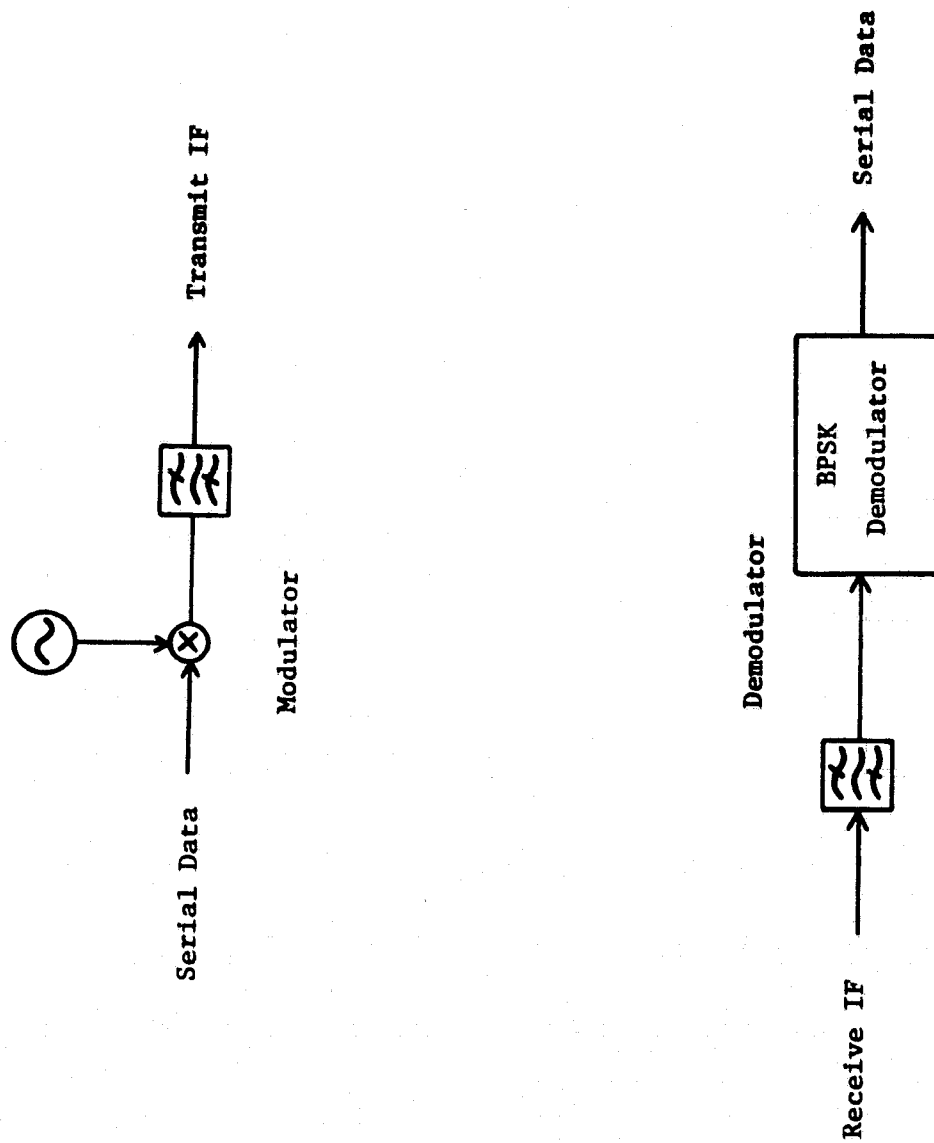 Serial Data
Transmit IF
Modulator
Demodulator
Receive IF
BPSK
Demodulator
Serial Data